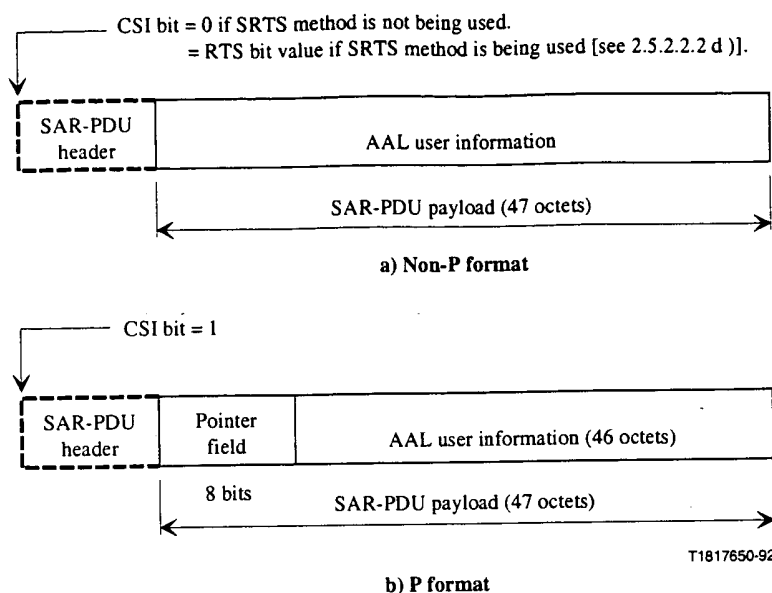 CSI bit = 0 if SRTS method is not being used.
= RTS bit value if SRTS method is being used [see 2.5.2.2.2 d )].
SAR-PDU
header
AAL user information
SAR-PDU payload (47 octets)
a) Non-P format
CSI bit = 1
SAR-PDU
header
Pointer
field
AAL user information (46 octets)
8 bits
SAR-PDU payload (47 octets)
T1817650-92
b) P format